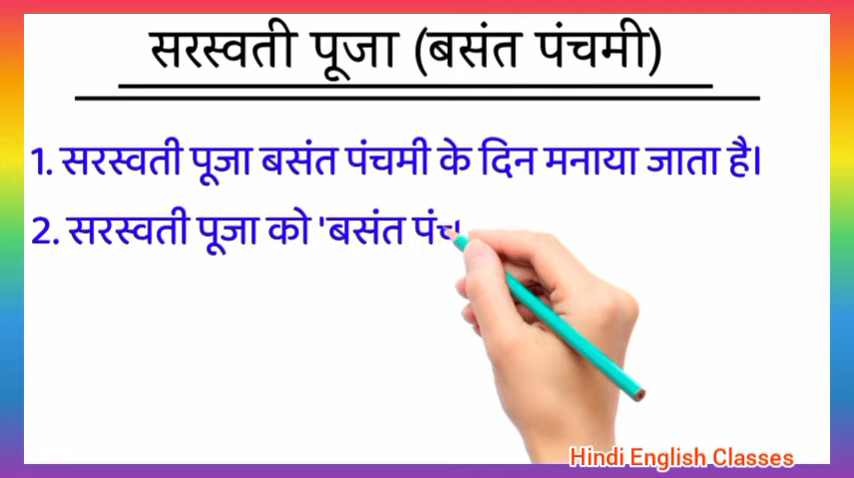 सरस्वती पूजा (बसंत पंचमी)
1. सरस्वती पूजा बसंत पंचमी के दिन मनाया जाता है।
2. सरस्वती पूजा को 'बसंत पंच
Hindi English Classes